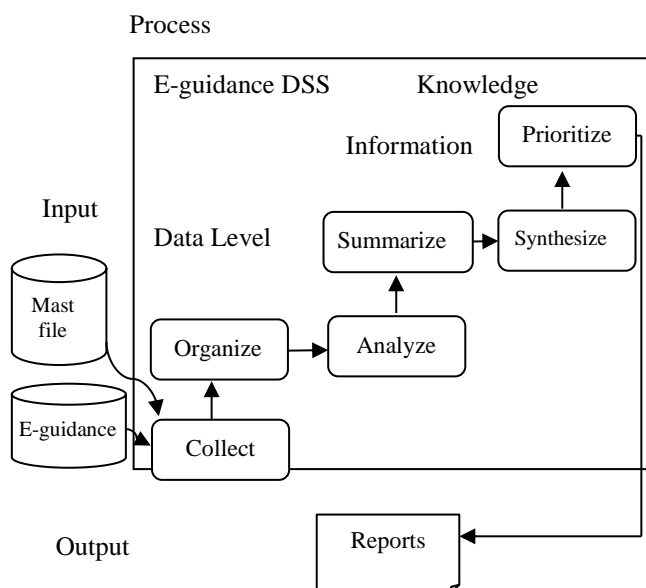 Process
E-guidance DSS
Knowledge
Prioritize
Information
Input
Data Level
Summarize
Synthesize
Mast
file
Organize
Analyze
E-guidance
Collect
Output
Reports